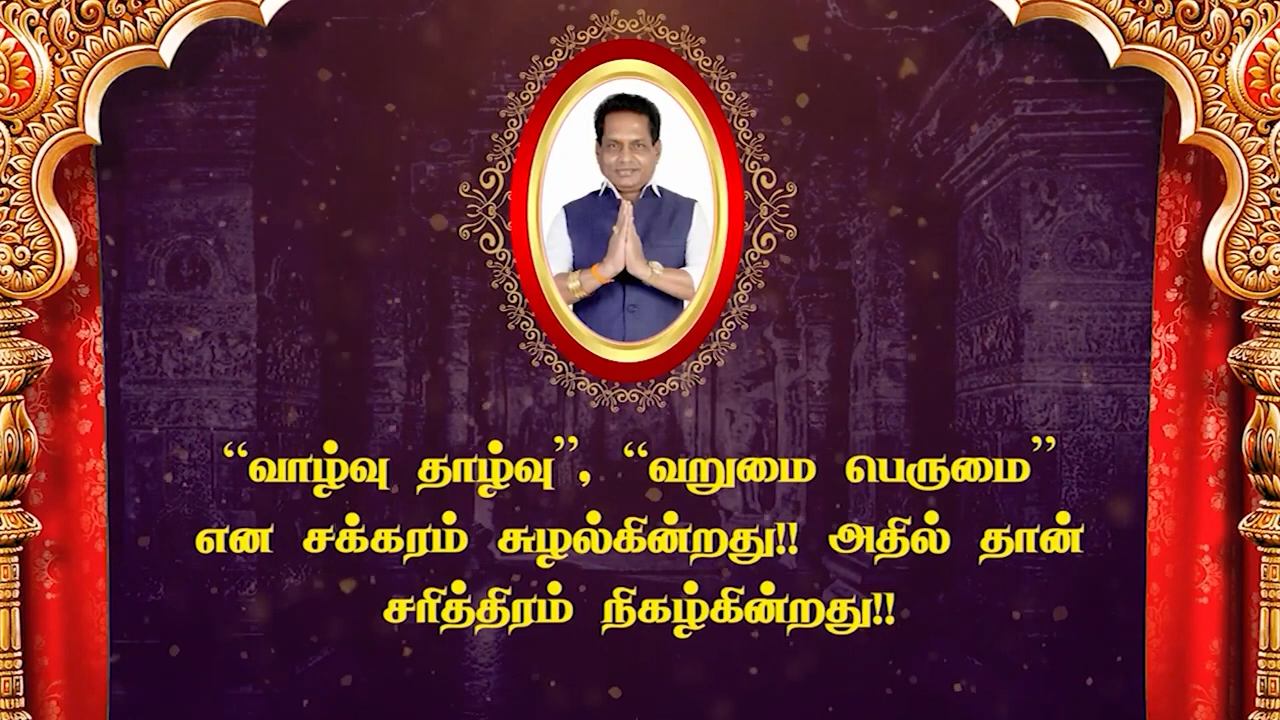 “வாழ்வு தாழ்வு”, “வறுமை பெருமை”
என சக்கரம் சுழல்கின்றது!! அதில் தான்
சரித்திரம் நிகழ்கின்றது!!